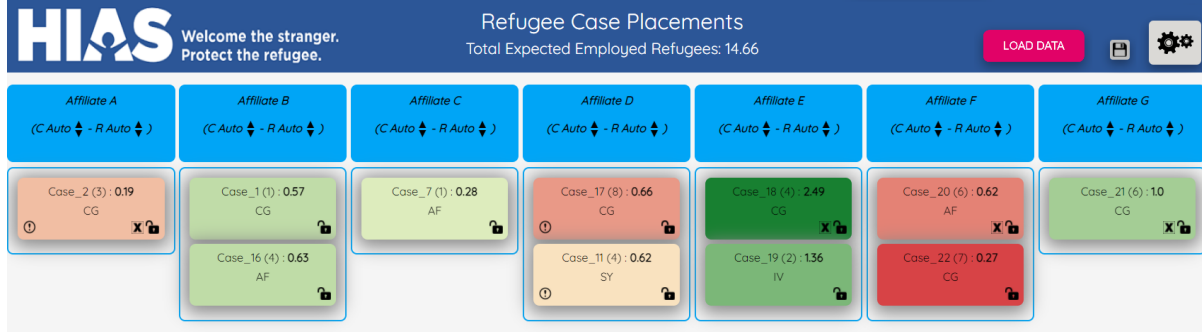 HIAS
Welcome the stranger.
Protect the refugee.
Refugee Case Placements
Total Expected Employed Refugees: 14.66
LOAD DATA
Affiliate A
(C Auto - R Auto )
Affiliate B
(C Auto - R Auto )
Affiliate C
(C Auto - R Auto )
Affiliate D
(C Auto - R Auto )
Affiliate E
(C Auto - R Auto )
Affiliate F
(C Auto - R Auto )
Affiliate G
(C Auto - R Auto )
Case_2 (3) : 0.19
CG
X
Case_1 (1) : 0.57
CG
Case_16 (4) : 0.63
AF
Case_7 (1) : 0.28
AF
Case_17 (8) : 0.66
CG
Case_11 (4) : 0.62
SY
Case_18 (4) : 2.49
CG
X
Case_19 (2) : 1.36
IV
Case_20 (6) : 0.62
AF
X
Case_22 (7) : 0.27
CG
Case_21 (6) : 1.0
CG
X